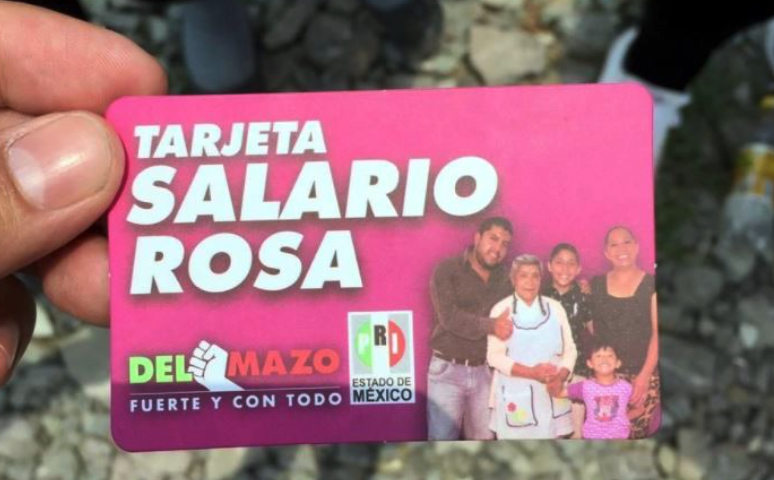 TARJETA
SALARIO
ROSA
DEL MAZO
FUERTE Y CON TODO
PRI
ESTADO DE
MÉXICO